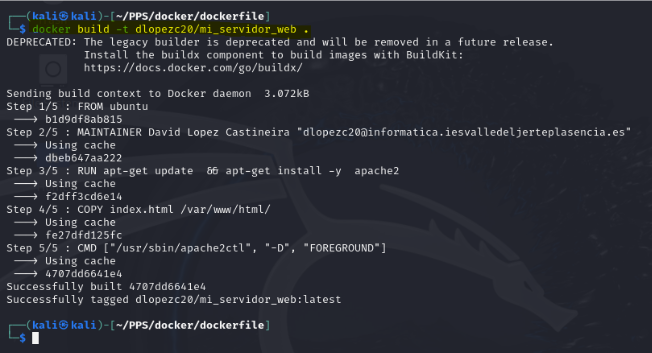 ┌──(kali㉿kali)-[~/PPS/docker/dockerfile]
└─$ docker build -t dlopezc20/mi_servidor_web .
DEPRECATED: The legacy builder is deprecated and will be removed in a future release.
            Install the buildx component to build images with BuildKit:
            https://docs.docker.com/go/buildx/

Sending build context to Docker daemon  3.072kB
Step 1/5 : FROM ubuntu
 ---> b1d9df8ab815
Step 2/5 : MAINTAINER David Lopez Castineira "dlopezc20@informatica.iesvalledeljerteplasencia.es"
 ---> Using cache
 ---> dbeb647aa222
Step 3/5 : RUN apt-get update  && apt-get install -y  apache2
 ---> Using cache
 ---> f2dff3cd6e14
Step 4/5 : COPY index.html /var/www/html/
 ---> Using cache
 ---> fe27dfd125fc
Step 5/5 : CMD ["/usr/sbin/apache2ctl", "-D", "FOREGROUND"]
 ---> Using cache
 ---> 4707dd6641e4
Successfully built 4707dd6641e4
Successfully tagged dlopezc20/mi_servidor_web:latest

┌──(kali㉿kali)-[~/PPS/docker/dockerfile]
└─$